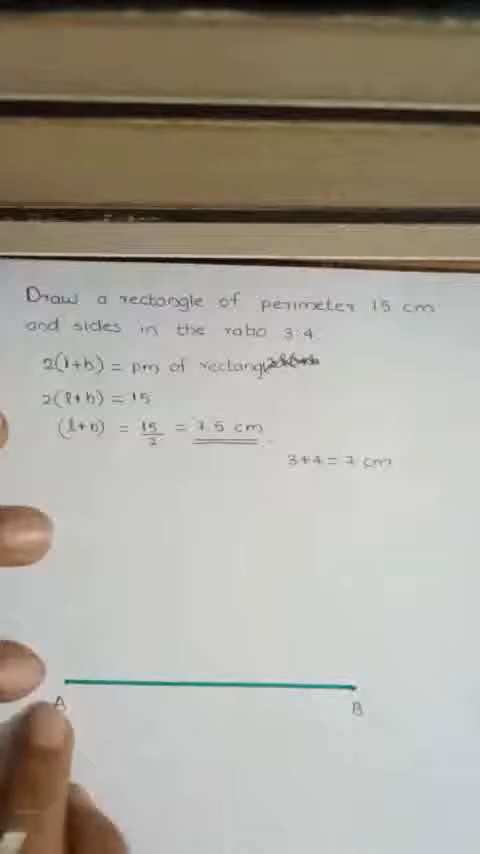 Draw a rectangle of perimeter 15 cm
and sides in the ratio 3:4.
2(l+b) = pm of rectangle
2(l+b) = 15
(l+b) = 15/2 = 7.5 cm
3+4 = 7 cm
A
B